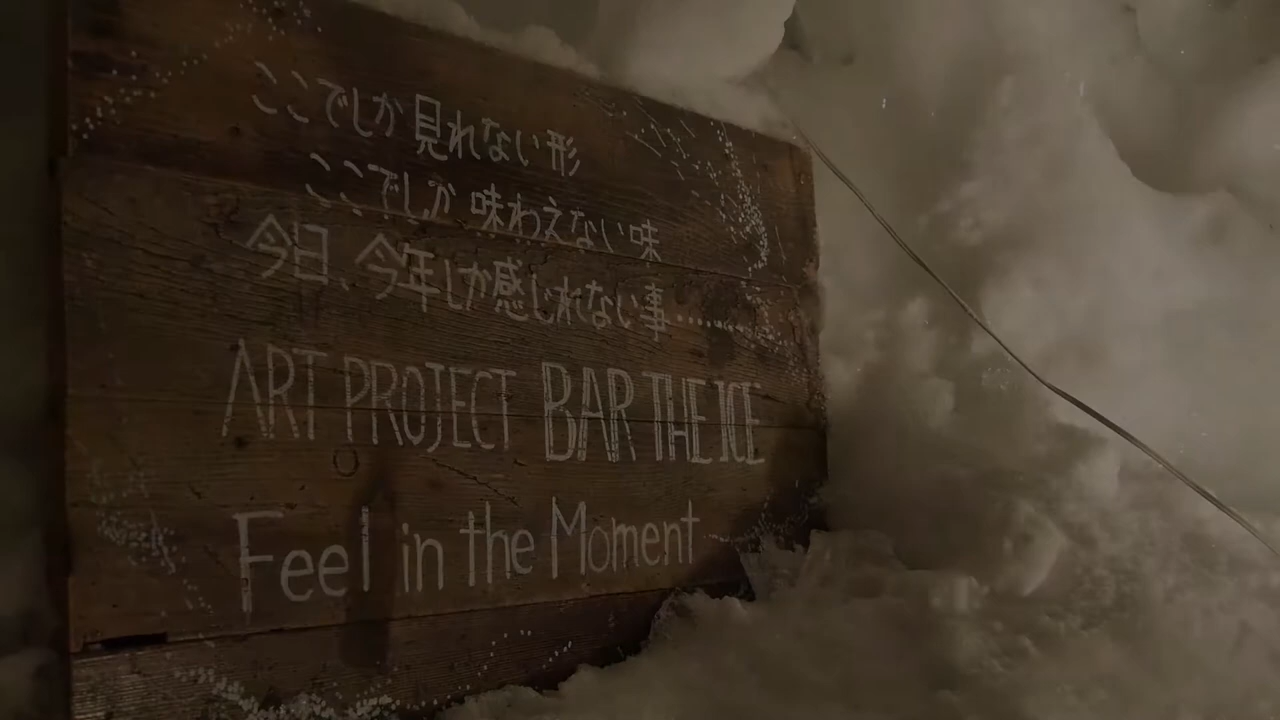 ここでしか見れない形
ここでしか味わえない味
今日、今年しか感じれない事……
ART PROJECT BAR THE ICE
Feel in the Moment